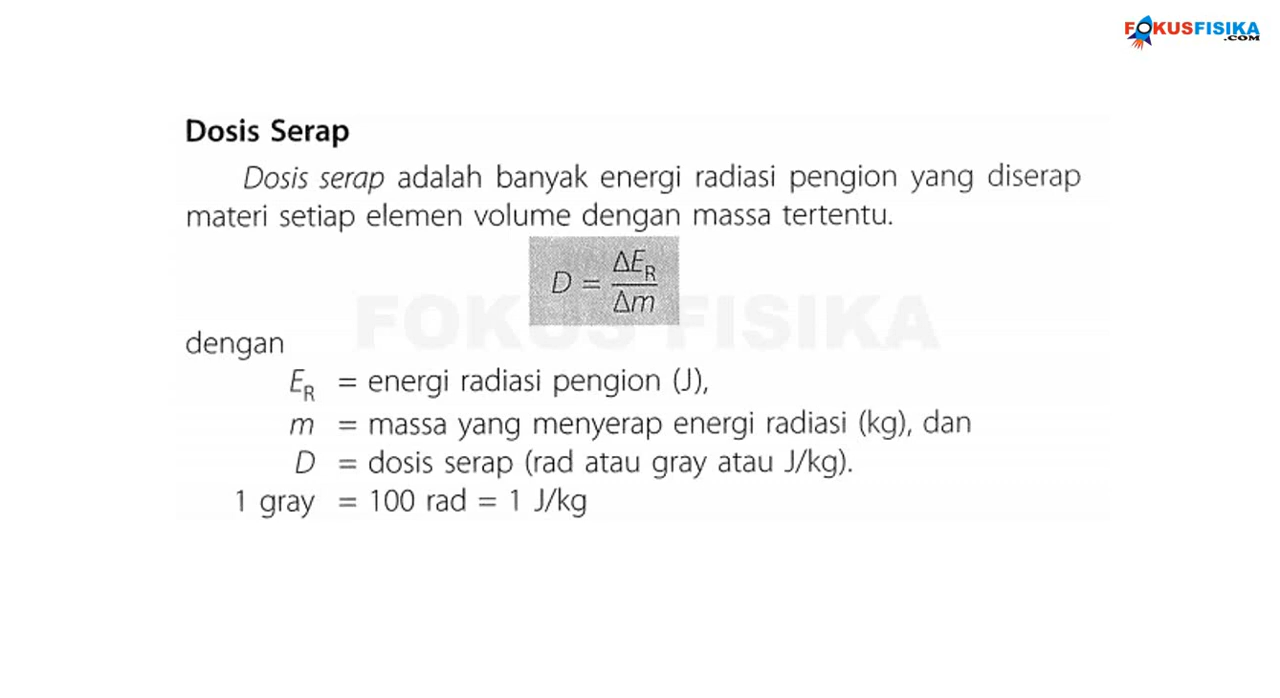 FOKUSFISIKA
.COM
Dosis Serap
Dosis serap adalah banyak energi radiasi pengion yang diserap
materi setiap elemen volume dengan massa tertentu.
D = ΔE_R / Δm
FOKUS FISIKA
dengan
E_R = energi radiasi pengion (J),
m = massa yang menyerap energi radiasi (kg), dan
D = dosis serap (rad atau gray atau J/kg).
1 gray = 100 rad = 1 J/kg